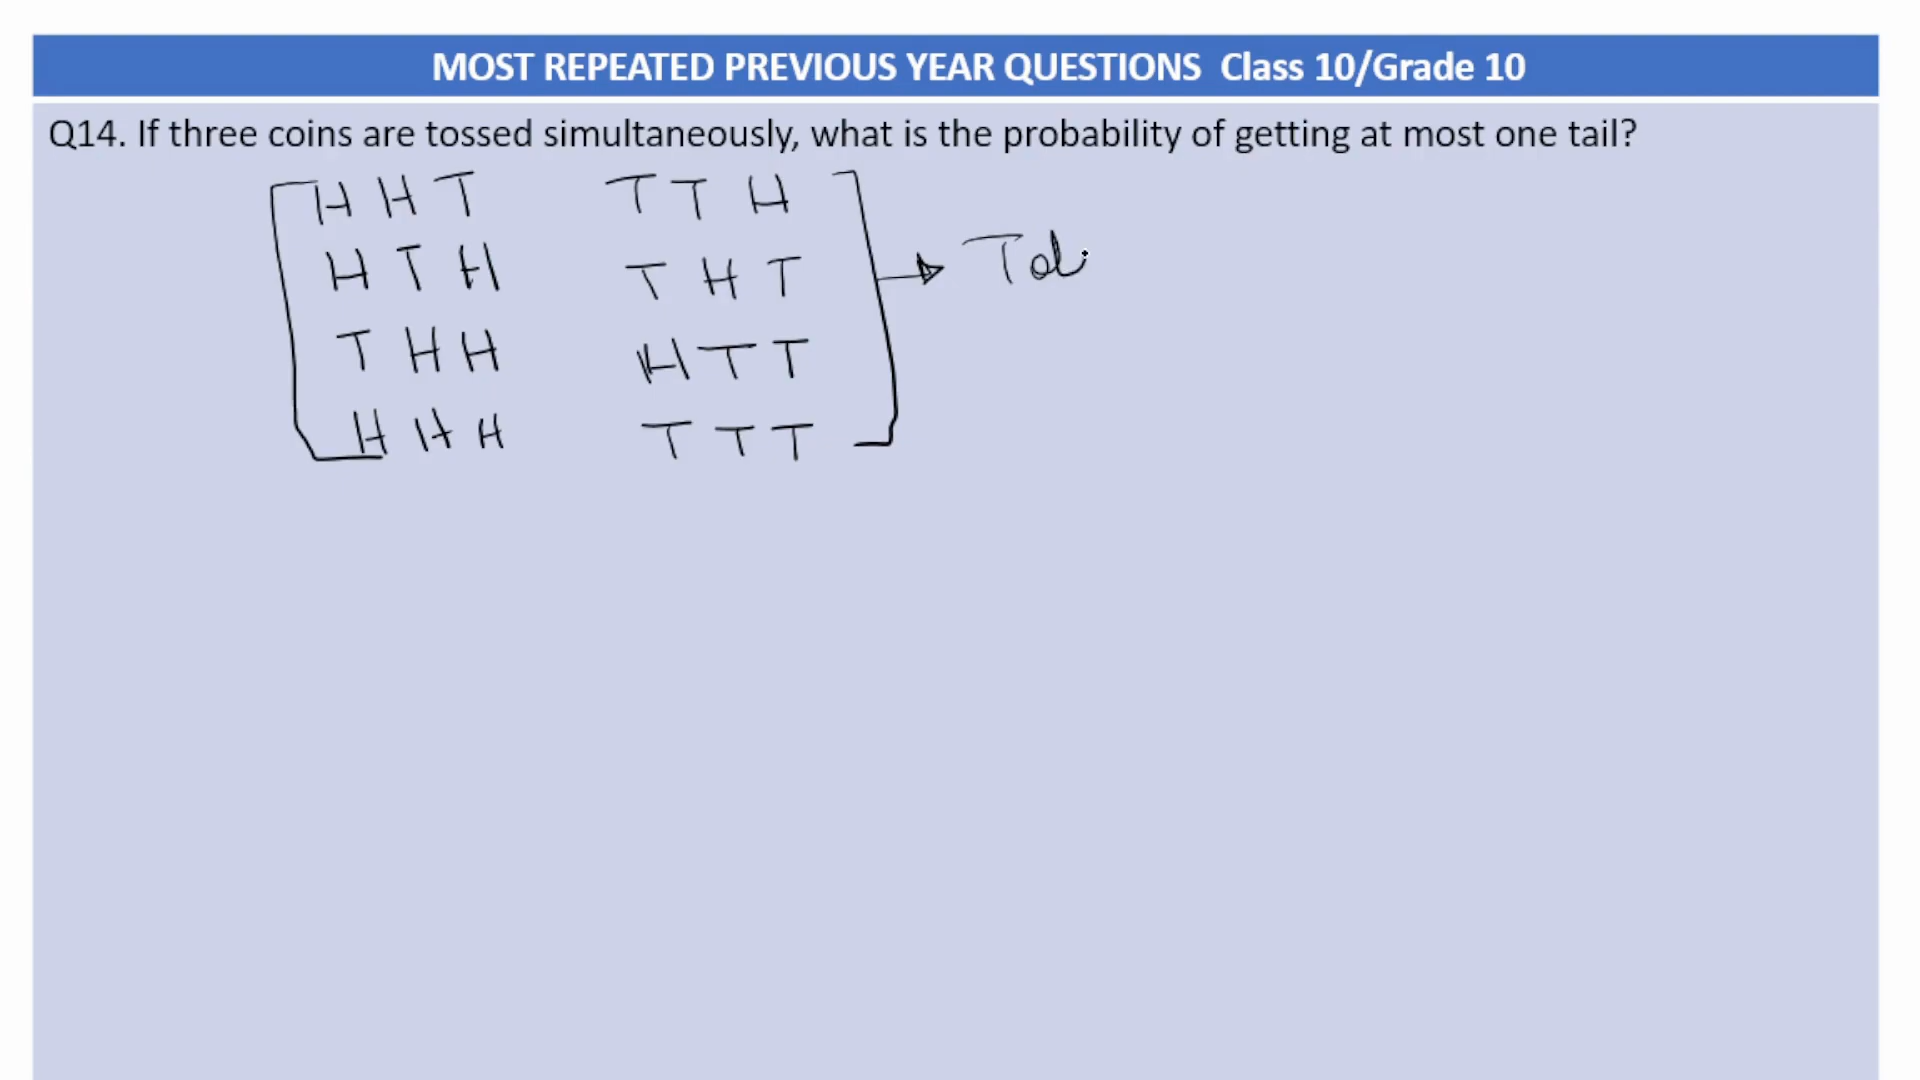 MOST REPEATED PREVIOUS YEAR QUESTIONS Class 10/Grade 10
Q14. If three coins are tossed simultaneously, what is the probability of getting at most one tail?
H H T T T H
H T H T H T
T H H H T T
H H H T T T